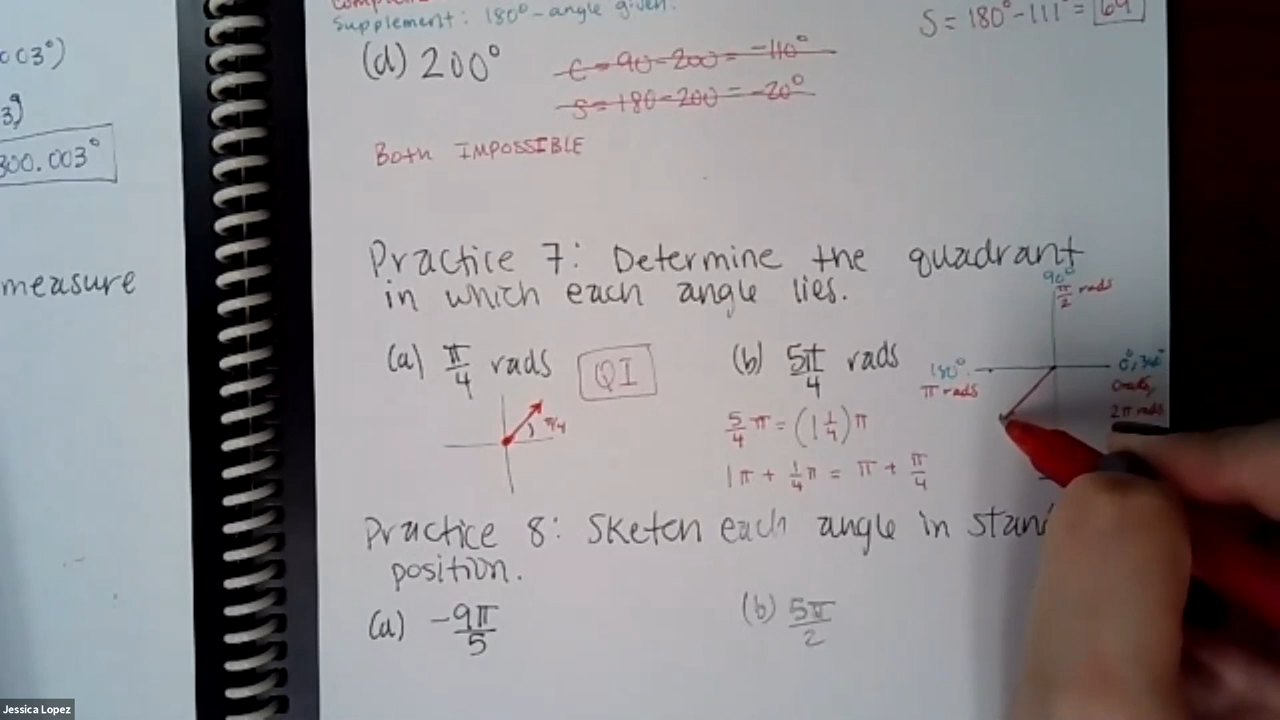 003°)
300.003°
measure
Supplement: 180° - angle given.
S = 180° - 111° = 69
(d) 200°
C = 90 - 200 = -110°
S = 180 - 200 = -20°
Both IMPOSSIBLE
Practice 7: Determine the quadrant
in which each angle lies.
90°
π/2 rads
(a) π/4 rads QI
π/4
(b) 5π/4 rads
180°
π rads
0°, 360°
0 rads,
2π rads
5/4 π = (1 1/4)π
1π + 1/4 π = π + π/4
Practice 8: Sketch each angle in stan
position.
(a) -9π/5
(b) 5π/2
Jessica Lopez